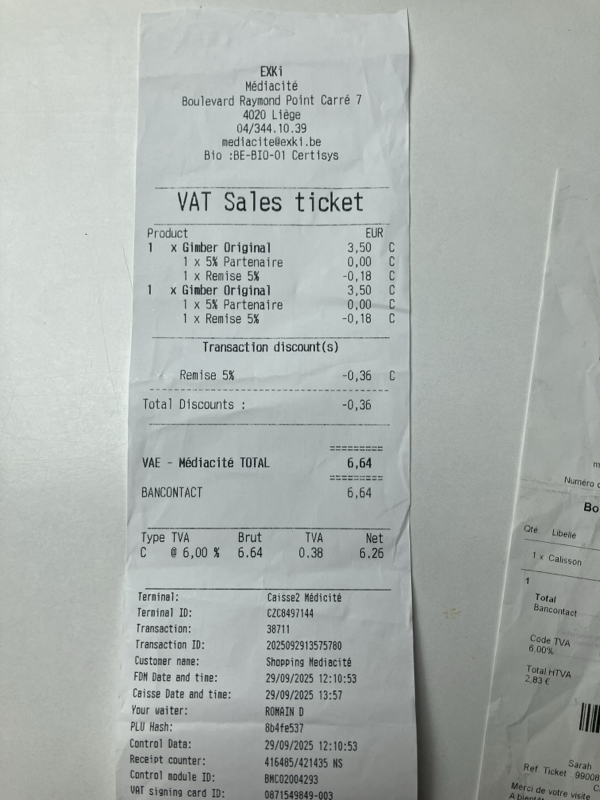 EXKi
Médiacité
Boulevard Raymond Point Carré 7
4020 Liège
04/344.10.39
mediacite@exki.be
Bio :BE-BIO-01 Certisys
VAT Sales ticket
Product EUR
1 x Gimber Original 3,50 C
1 x 5% Partenaire 0,00 C
1 x Remise 5% -0,18 C
1 x Gimber Original 3,50 C
1 x 5% Partenaire 0,00 C
1 x Remise 5% -0,18 C
Transaction discount(s)
Remise 5% -0,36 C
Total Discounts : -0,36
=========
VAE - Médiacité TOTAL 6,64
=========
BANCONTACT 6,64
Type TVA Brut TVA Net
C @ 6,00 % 6.64 0.38 6.26
Terminal: Caisse2 Médicité
Terminal ID: CZC8497144
Transaction: 38711
Transaction ID: 2025092913575780
Customer name: Shopping Mediacité
FDM Date and time: 29/09/2025 12:10:53
Caisse Date and time: 29/09/2025 13:57
Your waiter: ROMAIN D
PLU Hash: 8b4fe537
Control Data: 29/09/2025 12:10:53
Receipt counter: 416485/421435 NS
Control module ID: BMC02004293
VAT signing card ID: 0871549849-003
Numéro
Bo
Qté Libellé
1 x Calisson
1
Total
Bancontact
Code TVA
6,00%
Total HTVA
2,83 €
Sarah
Ref Ticket 99008
Merci de votre visite
A bientôt